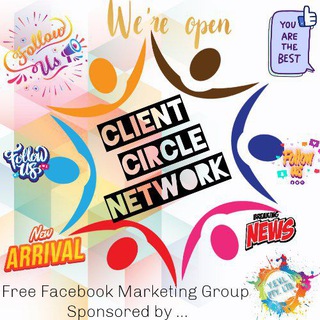 We're open
Follow
Us
YOU
ARE THE
BEST
CLIENT
CIRCLE
NETWORK
Follow
US
FOLLOW
US
New
ARRIVAL
BREAKING
NEWS
Free Facebook Marketing Group
Sponsored by ...